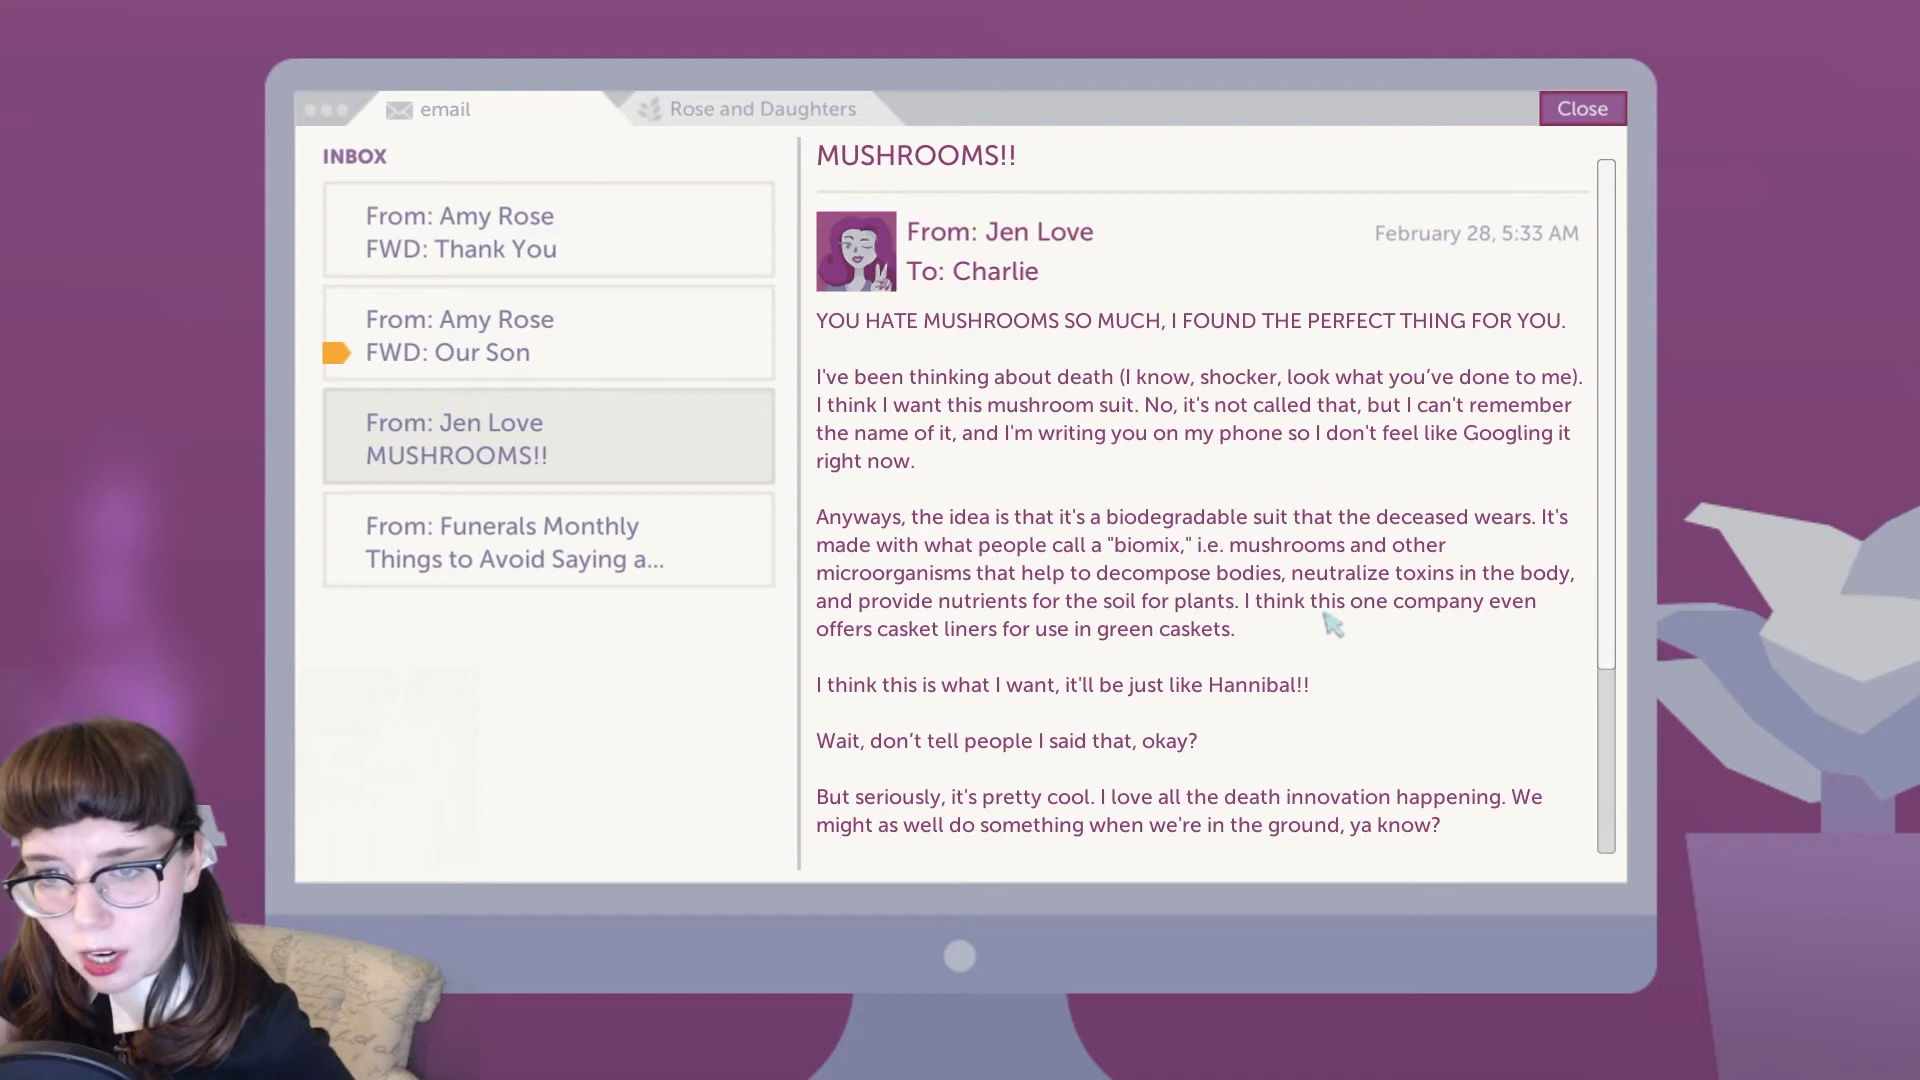 email
Rose and Daughters
Close
INBOX
From: Amy Rose
FWD: Thank You
From: Amy Rose
FWD: Our Son
From: Jen Love
MUSHROOMS!!
From: Funerals Monthly
Things to Avoid Saying a...
MUSHROOMS!!
From: Jen Love
February 28, 5:33 AM
To: Charlie
YOU HATE MUSHROOMS SO MUCH, I FOUND THE PERFECT THING FOR YOU.
I've been thinking about death (I know, shocker, look what you’ve done to me).
I think I want this mushroom suit. No, it's not called that, but I can't remember
the name of it, and I'm writing you on my phone so I don't feel like Googling it
right now.
Anyways, the idea is that it's a biodegradable suit that the deceased wears. It's
made with what people call a "biomix," i.e. mushrooms and other
microorganisms that help to decompose bodies, neutralize toxins in the body,
and provide nutrients for the soil for plants. I think this one company even
offers casket liners for use in green caskets.
I think this is what I want, it'll be just like Hannibal!!
Wait, don’t tell people I said that, okay?
But seriously, it's pretty cool. I love all the death innovation happening. We
might as well do something when we're in the ground, ya know?